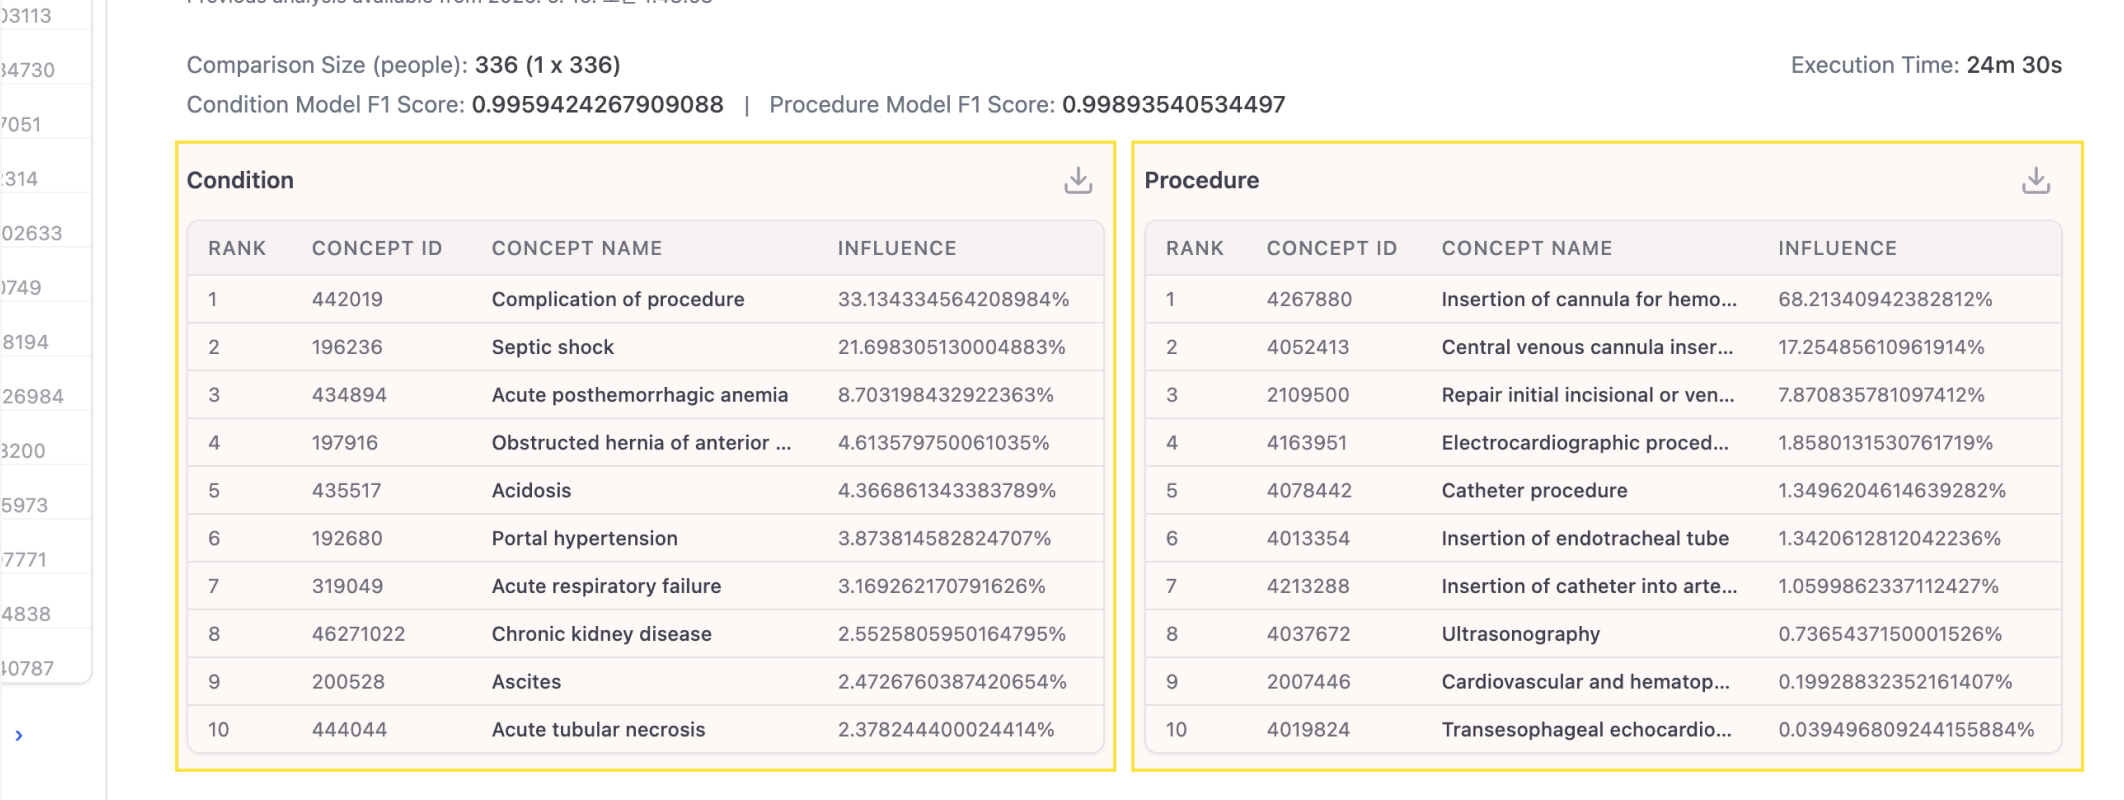 03113
34730
7051
2314
02633
0749
8194
26984
3200
5973
7771
4838
40787
Comparison Size (people): 336 (1 x 336)
Execution Time: 24m 30s
Condition Model F1 Score: 0.9959424267909088 | Procedure Model F1 Score: 0.99893540534497
Condition
RANK CONCEPT ID CONCEPT NAME INFLUENCE
1 442019 Complication of procedure 33.134334564208984%
2 196236 Septic shock 21.698305130004883%
3 434894 Acute posthemorrhagic anemia 8.703198432922363%
4 197916 Obstructed hernia of anterior ... 4.613579750061035%
5 435517 Acidosis 4.366861343383789%
6 192680 Portal hypertension 3.873814582824707%
7 319049 Acute respiratory failure 3.169262170791626%
8 46271022 Chronic kidney disease 2.5525805950164795%
9 200528 Ascites 2.4726760387420654%
10 444044 Acute tubular necrosis 2.378244400024414%
Procedure
RANK CONCEPT ID CONCEPT NAME INFLUENCE
1 4267880 Insertion of cannula for hemo... 68.21340942382812%
2 4052413 Central venous cannula inser... 17.25485610961914%
3 2109500 Repair initial incisional or ven... 7.870835781097412%
4 4163951 Electrocardiographic proced... 1.8580131530761719%
5 4078442 Catheter procedure 1.3496204614639282%
6 4013354 Insertion of endotracheal tube 1.3420612812042236%
7 4213288 Insertion of catheter into arte... 1.0599862337112427%
8 4037672 Ultrasonography 0.7365437150001526%
9 2007446 Cardiovascular and hematop... 0.19928832352161407%
10 4019824 Transesophageal echocardio... 0.039496809244155884%